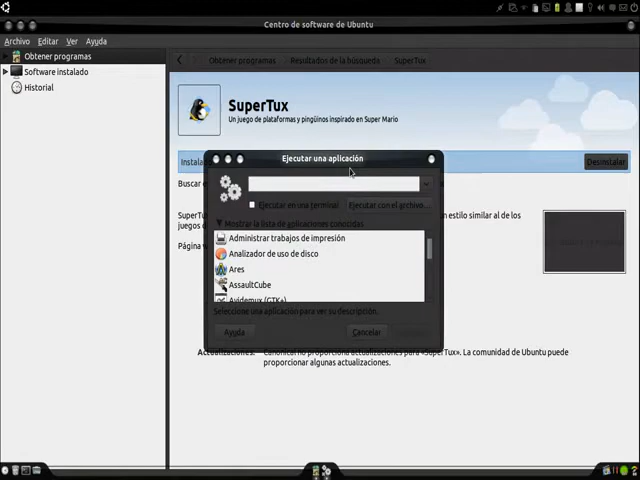 Centro de software de Ubuntu
Archivo Editar Ver Ayuda
Obtener programas
Software instalado
Historial
Obtener programas Resultados de la búsqueda SuperTux
SuperTux
Un juego de plataformas y pingüinos inspirado en Super Mario
Instala
Desinstalar
Buscar
SuperT
n estilo similar al de los
juegos d
Página
Ejecutar una aplicación
Ejecutar en una terminal
Ejecutar con el archivo...
Mostrar la lista de aplicaciones conocidas
Administrar trabajos de impresión
Analizador de uso de disco
Ares
AssaultCube
Avidemux (GTK+)
Seleccione una aplicación para ver su descripción.
Ayuda
Cancelar
Actualizaciones: Canonical no proporciona actualizaciones para «SuperTux». La comunidad de Ubuntu puede
proporcionar algunas actualizaciones.